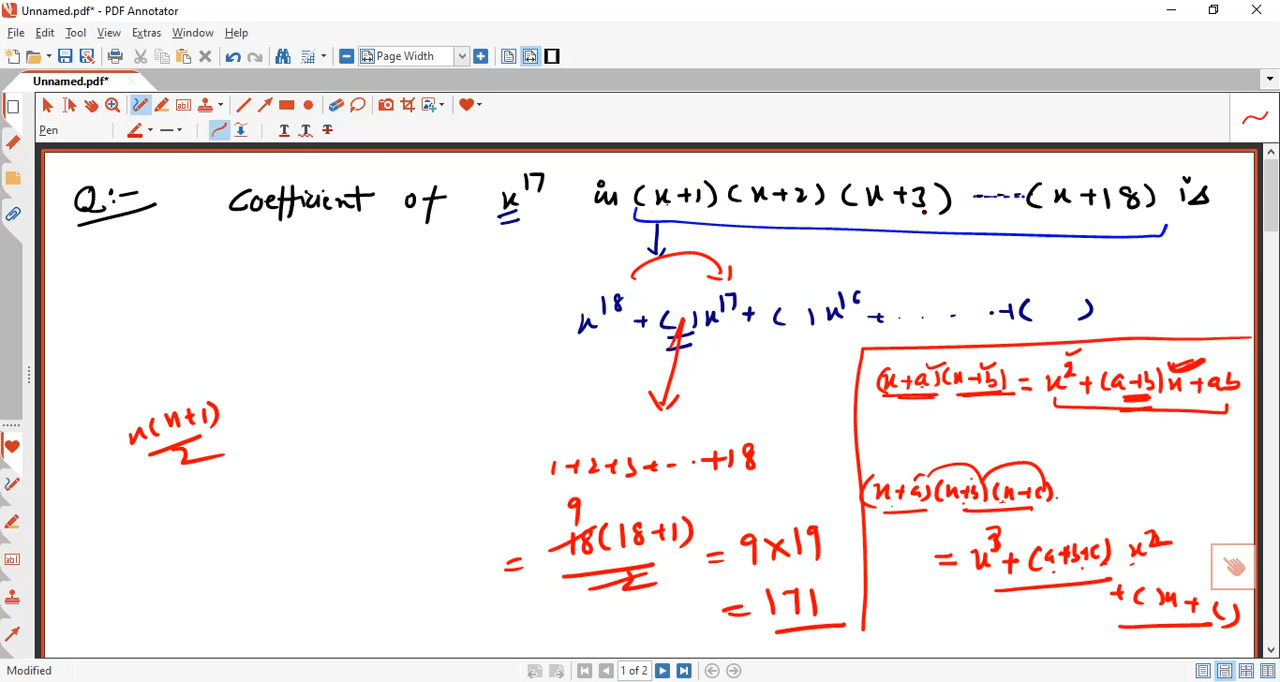 Unnamed.pdf* - PDF Annotator
File Edit Tool View Extras Window Help
Page Width
Unnamed.pdf*
Pen
Q:- Coefficient of x^17 in (x+1)(x+2)(x+3) ----- (x+18) is
x^18 + ( )x^17 + ( )x^16 + . . . . . . + ( )
(x+a)(x+b) = x^2 + (a+b)x + ab
n(n+1)/2
1+2+3+-..+18
(x+a)(x+b)(x+c).
9
= 18(18+1)/2 = 9×19
= x^3 + (a+b+c) x^2
+ ( )x + ( )
= 171
Modified
1 of 2